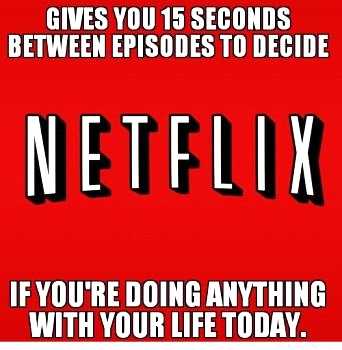 GIVES YOU 15 SECONDS
BETWEEN EPISODES TO DECIDE
NETFLIX
IF YOU'RE DOING ANYTHING
WITH YOUR LIFE TODAY.